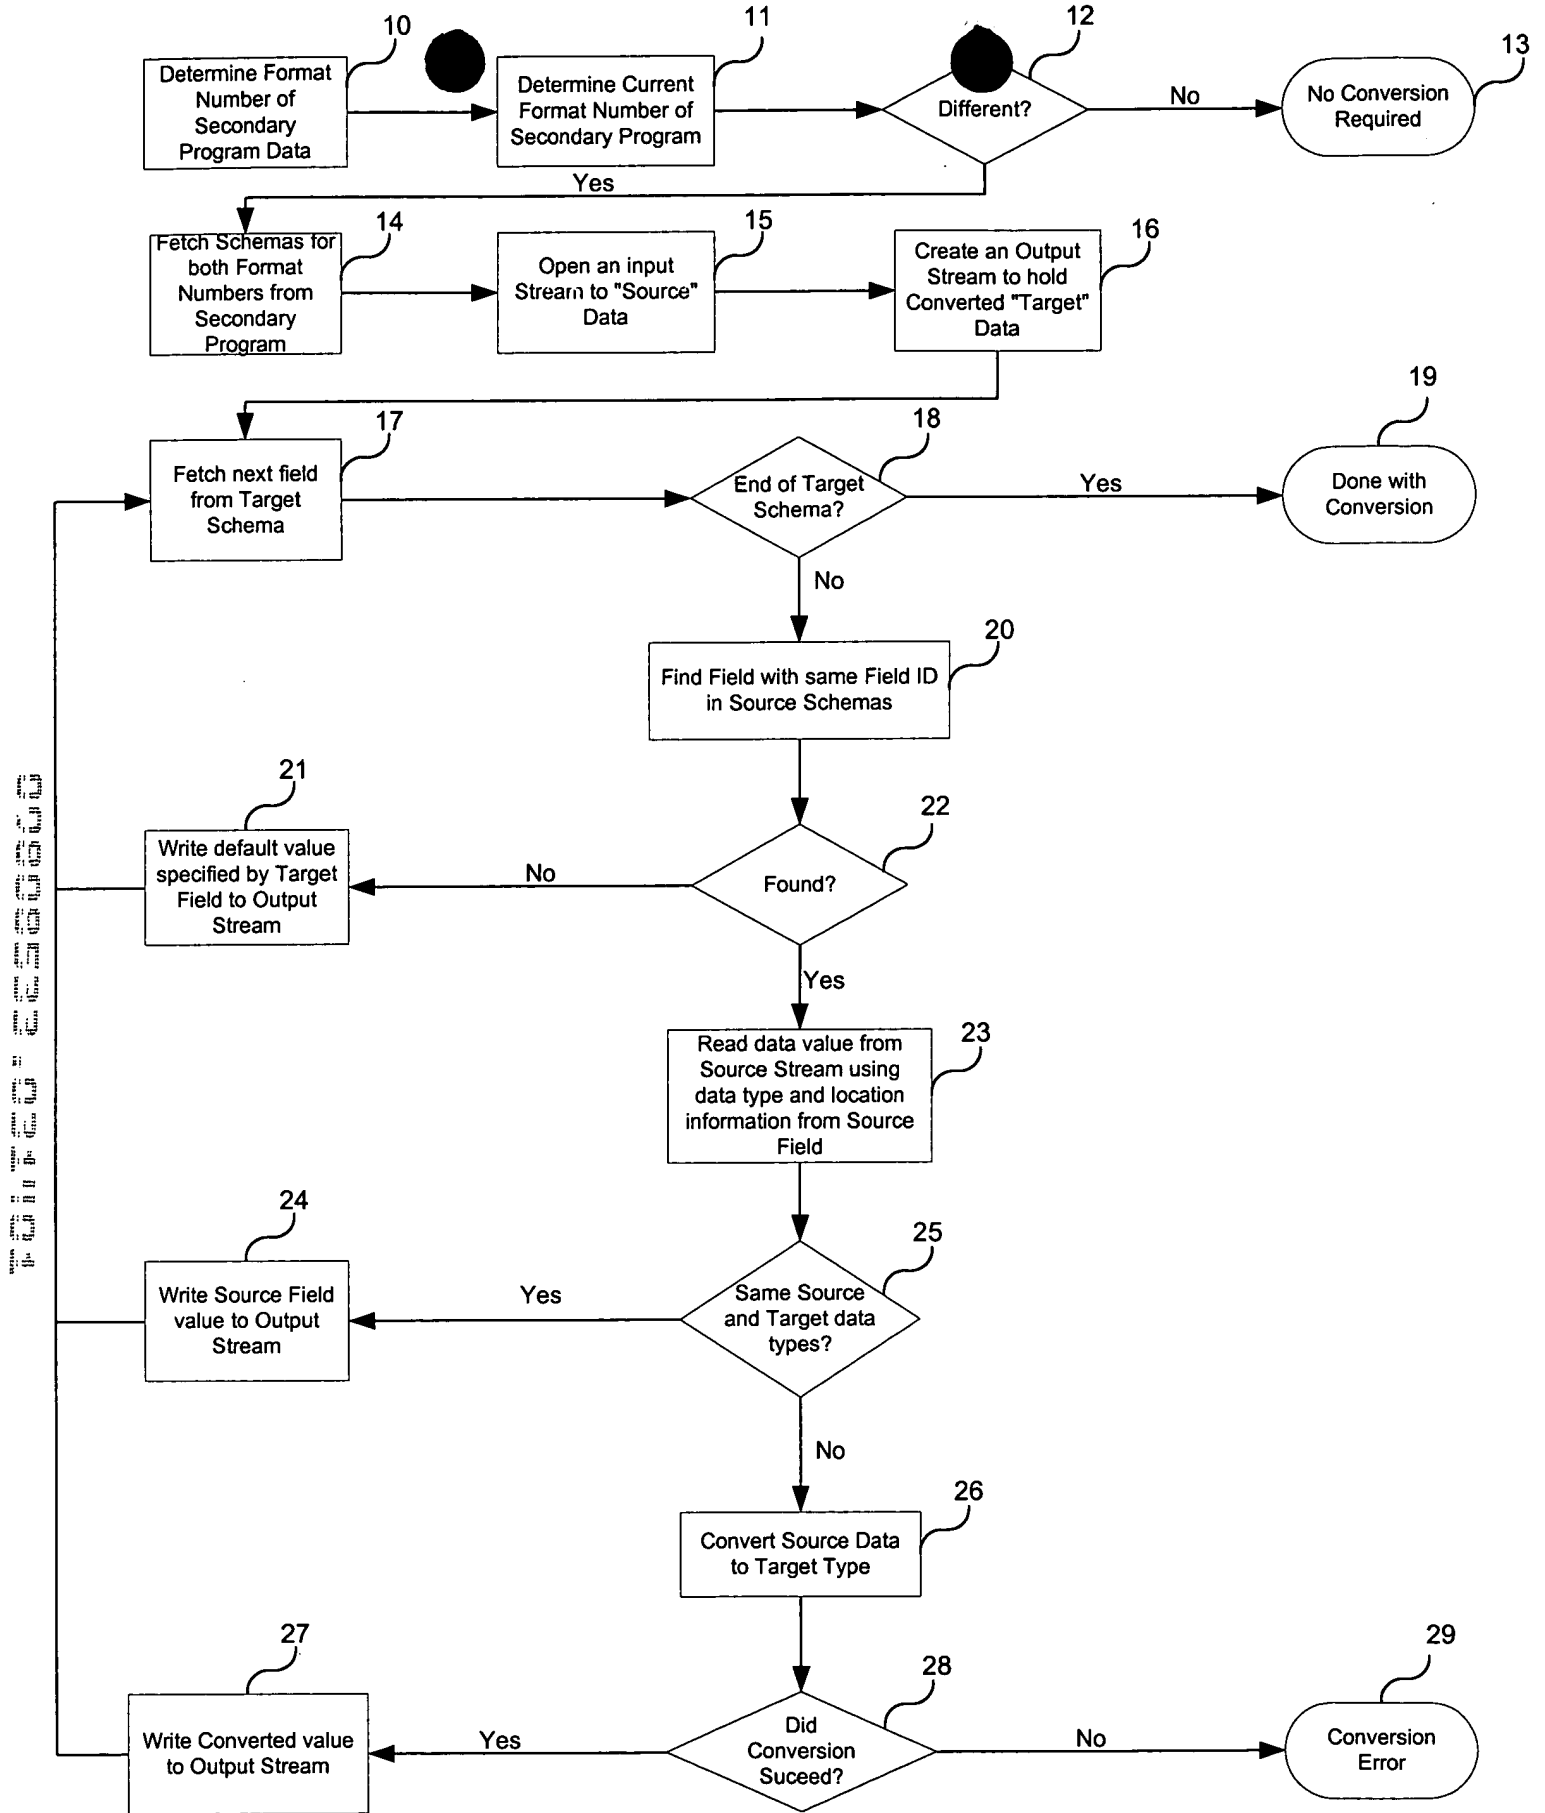 10
11
12
13
Determine Format
Number of
Secondary
Program Data
Determine Current
Format Number of
Secondary Program
Different?
No
No Conversion
Required
Yes
14
15
16
Fetch Schemas for
both Format
Numbers from
Secondary
Program
Open an input
Stream to "Source"
Data
Create an Output
Stream to hold
Converted "Target"
Data
17
18
19
Fetch next field
from Target
Schema
End of Target
Schema?
Yes
Done with
Conversion
No
20
Find Field with same Field ID
in Source Schemas
21
22
Write default value
specified by Target
Field to Output
Stream
No
Found?
Yes
23
Read data value from
Source Stream using
data type and location
information from Source
Field
24
25
Write Source Field
value to Output
Stream
Yes
Same Source
and Target data
types?
No
26
Convert Source Data
to Target Type
27
28
29
Write Converted value
to Output Stream
Yes
Did
Conversion
Suceed?
No
Conversion
Error